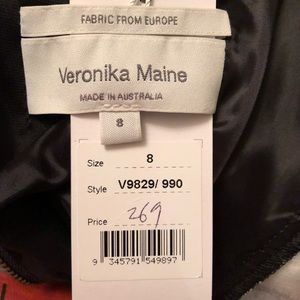 FABRIC FROM EUROPE
Veronika Maine
MADE IN AUSTRALIA
8
Size 8
Style V9829/ 990
Price 269
9 345791 549897